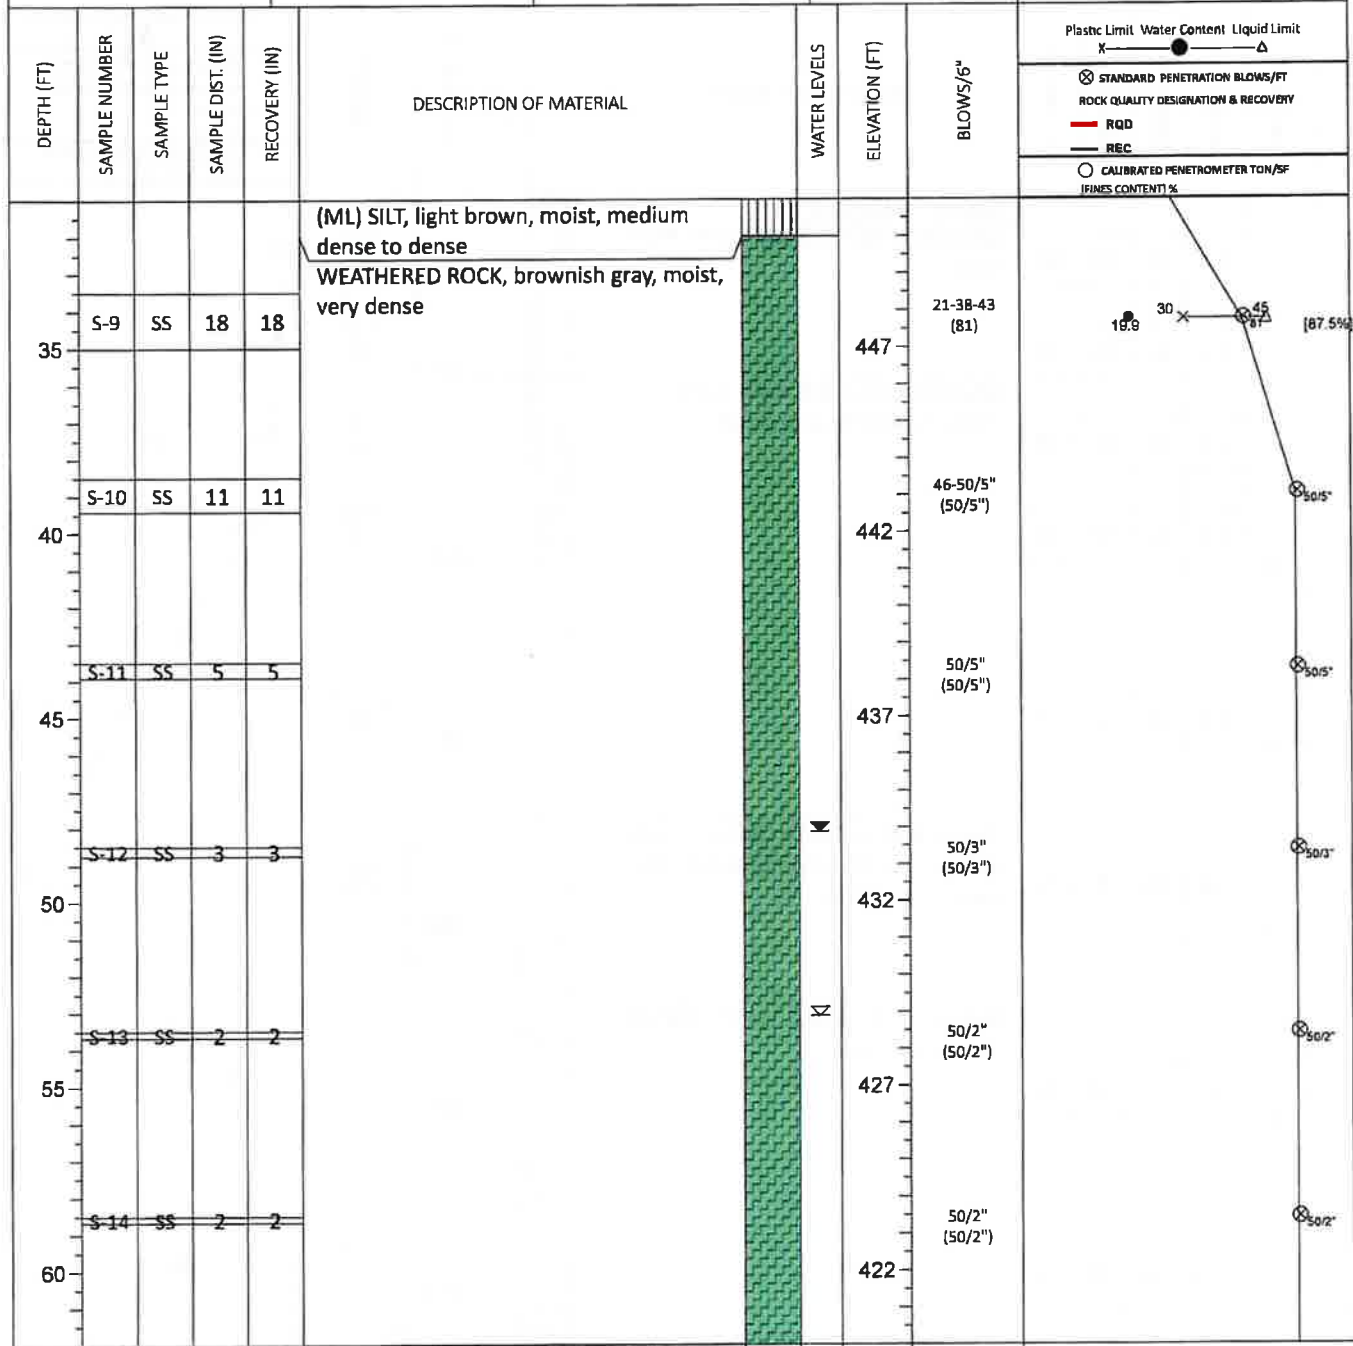 DEPTH (FT)
SAMPLE NUMBER
SAMPLE TYPE
SAMPLE DIST. (IN)
RECOVERY (IN)
DESCRIPTION OF MATERIAL
WATER LEVELS
ELEVATION (FT)
BLOWS/6"
Plastic Limit Water Content Liquid Limit
STANDARD PENETRATION BLOWS/FT
ROCK QUALITY DESIGNATION & RECOVERY
RQD
REC
CALIBRATED PENETROMETER TON/SF
[FINES CONTENT] %
(ML) SILT, light brown, moist, medium
dense to dense
WEATHERED ROCK, brownish gray, moist,
very dense
S-9 SS 18 18
21-38-43
(81)
19.9 30 45
81
[87.5%]
35 447
S-10 SS 11 11
46-50/5"
(50/5")
50/5"
40 442
S-11 SS 5 5
50/5"
(50/5")
50/5"
45 437
S-12 SS 3 3
50/3"
(50/3")
50/3"
50 432
S-13 SS 2 2
50/2"
(50/2")
50/2"
55 427
S-14 SS 2 2
50/2"
(50/2")
50/2"
60 422